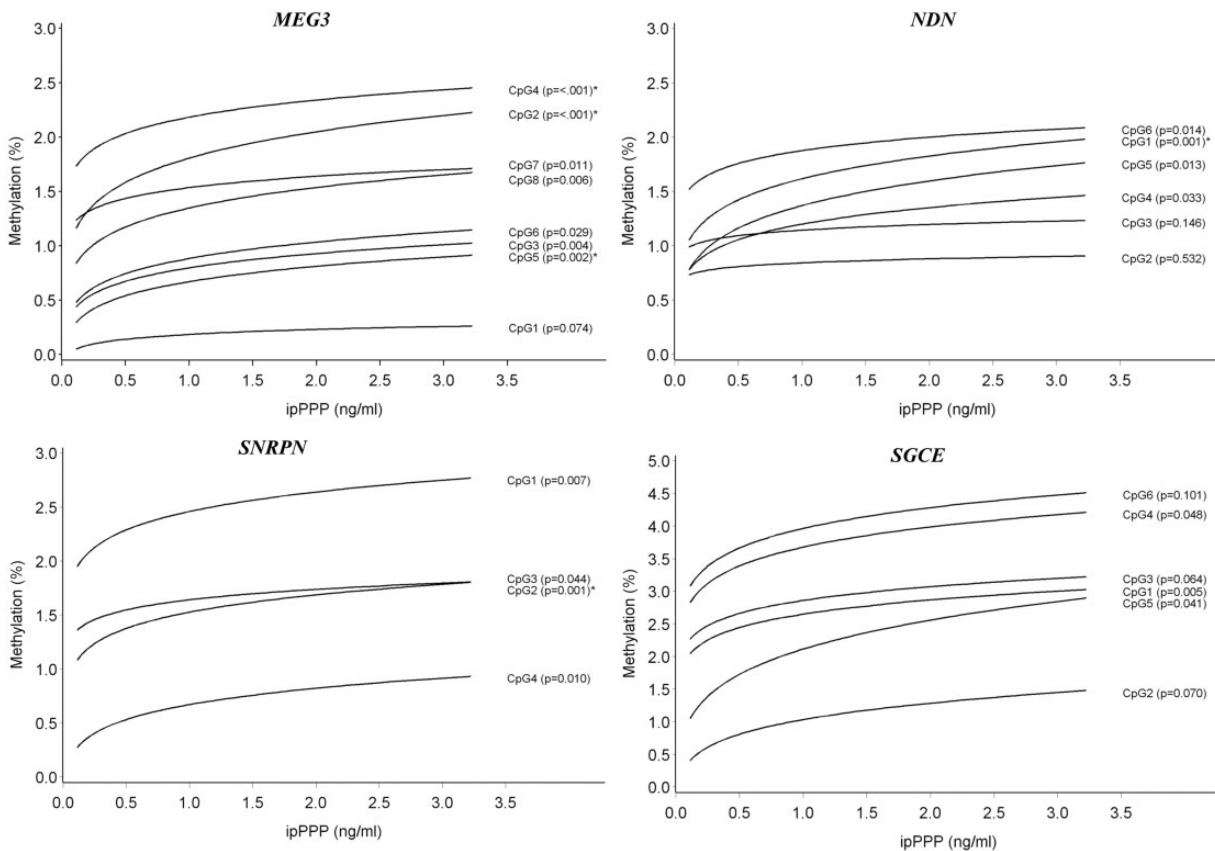 MEG3
3.0
2.5
2.0
1.5
1.0
0.5
0.0
Methylation (%)
CpG4 (p=<.001)*
CpG2 (p=<.001)*
CpG7 (p=0.011)
CpG8 (p=0.006)
CpG6 (p=0.029)
CpG3 (p=0.004)
CpG5 (p=0.002)*
CpG1 (p=0.074)
0.0 0.5 1.0 1.5 2.0 2.5 3.0 3.5
ipPPP (ng/ml)
NDN
3.0
2.5
2.0
1.5
1.0
0.5
0.0
Methylation (%)
CpG6 (p=0.014)
CpG1 (p=0.001)*
CpG5 (p=0.013)
CpG4 (p=0.033)
CpG3 (p=0.146)
CpG2 (p=0.532)
0.0 0.5 1.0 1.5 2.0 2.5 3.0 3.5
ipPPP (ng/ml)
SNRPN
3.0
2.5
2.0
1.5
1.0
0.5
0.0
Methylation (%)
CpG1 (p=0.007)
CpG3 (p=0.044)
CpG2 (p=0.001)*
CpG4 (p=0.010)
0.0 0.5 1.0 1.5 2.0 2.5 3.0 3.5
ipPPP (ng/ml)
SGCE
5.0
4.5
4.0
3.5
3.0
2.5
2.0
1.5
1.0
0.5
0.0
Methylation (%)
CpG6 (p=0.101)
CpG4 (p=0.048)
CpG3 (p=0.064)
CpG1 (p=0.005)
CpG5 (p=0.041)
CpG2 (p=0.070)
0.0 0.5 1.0 1.5 2.0 2.5 3.0 3.5
ipPPP (ng/ml)